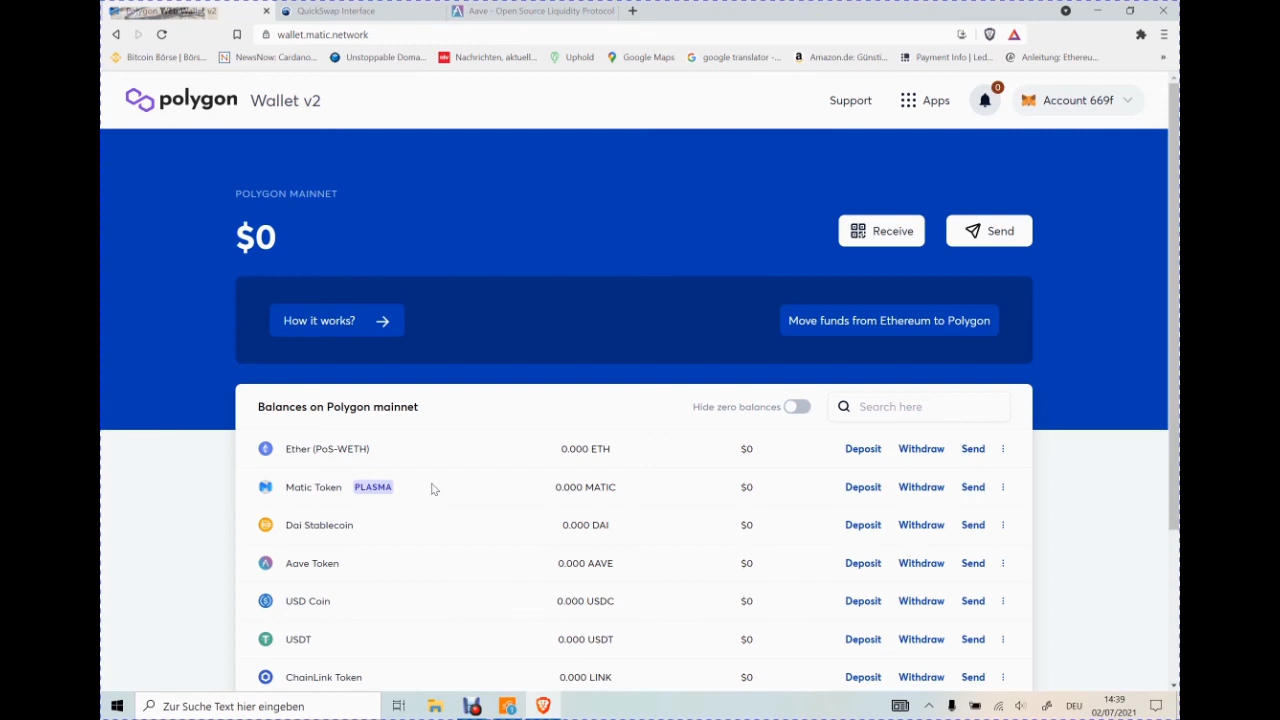 Polygon Web Wallet v2
QuickSwap Interface
Aave - Open Source Liquidity Protocol
wallet.matic.network
Bitcoin Börse | Börs...
NewsNow: Cardano...
Unstoppable Doma...
Nachrichten, aktuell...
Uphold
Google Maps
google translator -...
Amazon.de: Günsti...
Payment Info | Led...
Anleitung: Ethereu...
»
polygon Wallet v2
Support
Apps
0
Account 669f
POLYGON MAINNET
$0
Receive
Send
How it works? →
Move funds from Ethereum to Polygon
Balances on Polygon mainnet
Hide zero balances
Search here
Ether (PoS-WETH) 0.000 ETH $0 Deposit Withdraw Send
Matic Token PLASMA 0.000 MATIC $0 Deposit Withdraw Send
Dai Stablecoin 0.000 DAI $0 Deposit Withdraw Send
Aave Token 0.000 AAVE $0 Deposit Withdraw Send
USD Coin 0.000 USDC $0 Deposit Withdraw Send
USDT 0.000 USDT $0 Deposit Withdraw Send
ChainLink Token 0.000 LINK $0 Deposit Withdraw Send
Zur Suche Text hier eingeben
DEU
14:39
02/07/2021